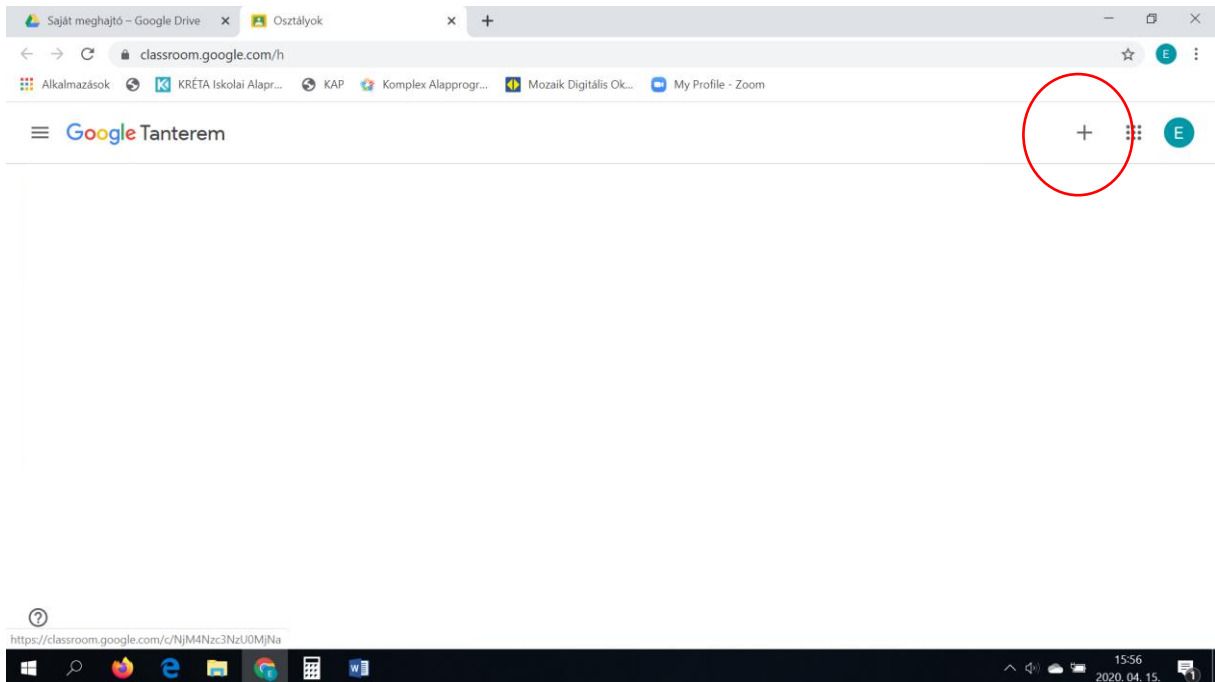 Saját meghajtó – Google Drive
Osztályok
classroom.google.com/h
E
Alkalmazások
KRÉTA Iskolai Alapr...
KAP
Komplex Alapprogr...
Mozaik Digitális Ok...
My Profile - Zoom
Google Tanterem
E
https://classroom.google.com/c/NjM4Nzc3NzU0MjNa
15:56
2020. 04. 15.
1